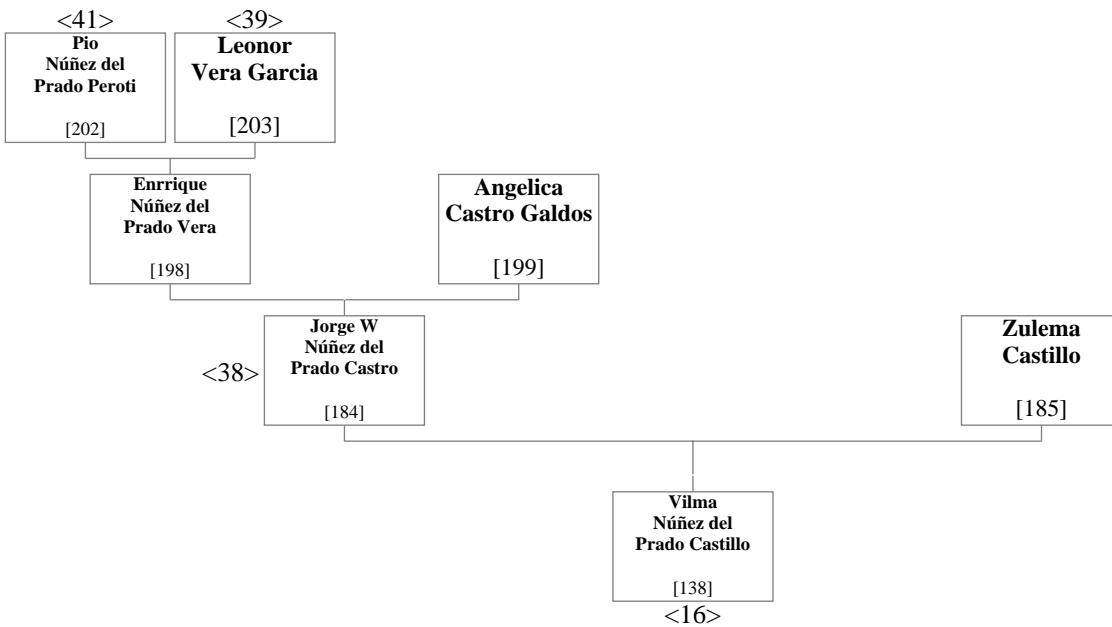 <41>
<39>
Pio
Núñez del
Prado Peroti
[202]
Leonor
Vera Garcia
[203]
Enrrique
Núñez del
Prado Vera
[198]
Angelica
Castro Galdos
[199]
<38>
Jorge W
Núñez del
Prado Castro
[184]
Zulema
Castillo
[185]
Vilma
Núñez del
Prado Castillo
[138]
<16>